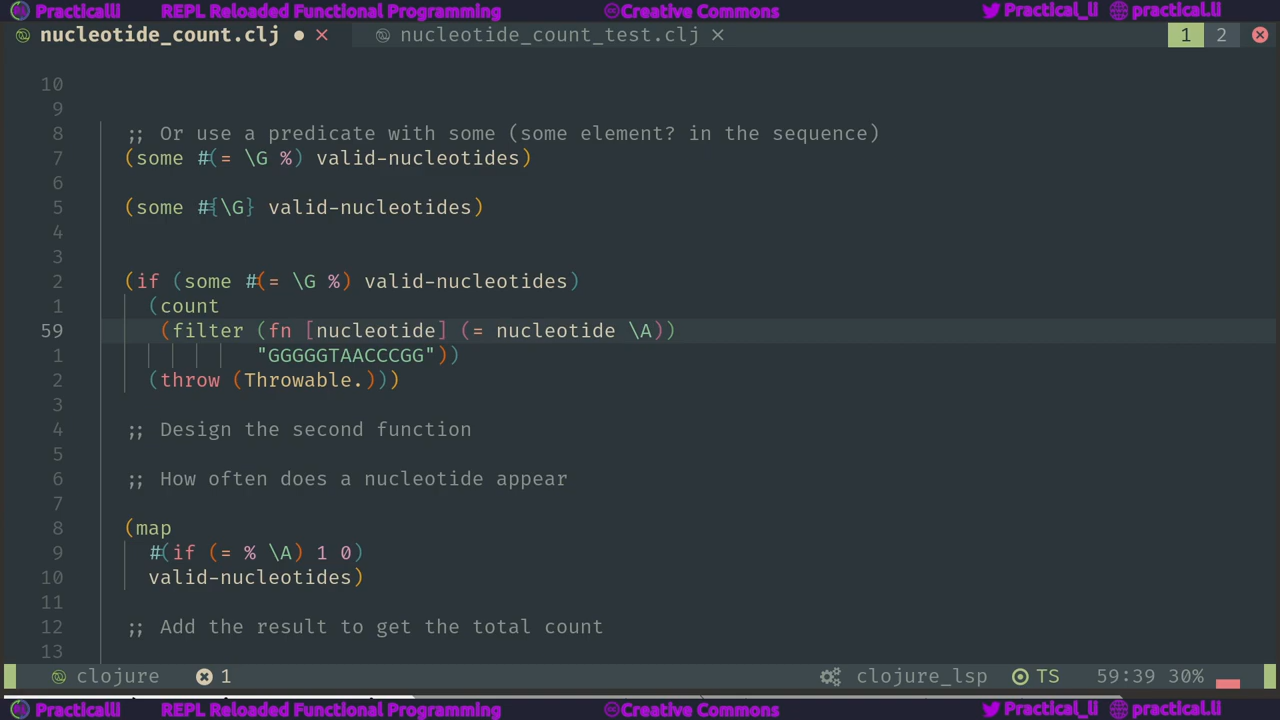 Practicalli REPL Reloaded Functional Programming Creative Commons Practical_li practical.li
nucleotide_count.clj ● × nucleotide_count_test.clj × 1 2
10
9
8 ;; Or use a predicate with some (some element? in the sequence)
7 (some #(= \G %) valid-nucleotides)
6
5 (some #{\G} valid-nucleotides)
4
3
2 (if (some #(= \G %) valid-nucleotides)
1 (count
59 (filter (fn [nucleotide] (= nucleotide \A))
1 "GGGGGTAACCCGG"))
2 (throw (Throwable.)))
3
4 ;; Design the second function
5
6 ;; How often does a nucleotide appear
7
8 (map
9 #(if (= % \A) 1 0)
10 valid-nucleotides)
11
12 ;; Add the result to get the total count
13
clojure 1 clojure_lsp TS 59:39 30%
Practicalli REPL Reloaded Functional Programming Creative Commons Practical_li practical.li